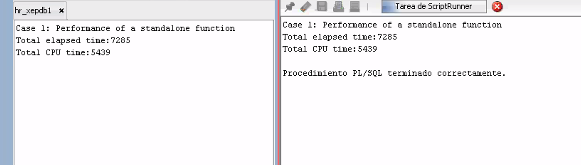 hr_xepdb1
Case 1: Performance of a standalone function
Total elapsed time:7285
Total CPU time:5439
Tarea de ScriptRunner
Case 1: Performance of a standalone function
Total elapsed time:7285
Total CPU time:5439
Procedimiento PL/SQL terminado correctamente.